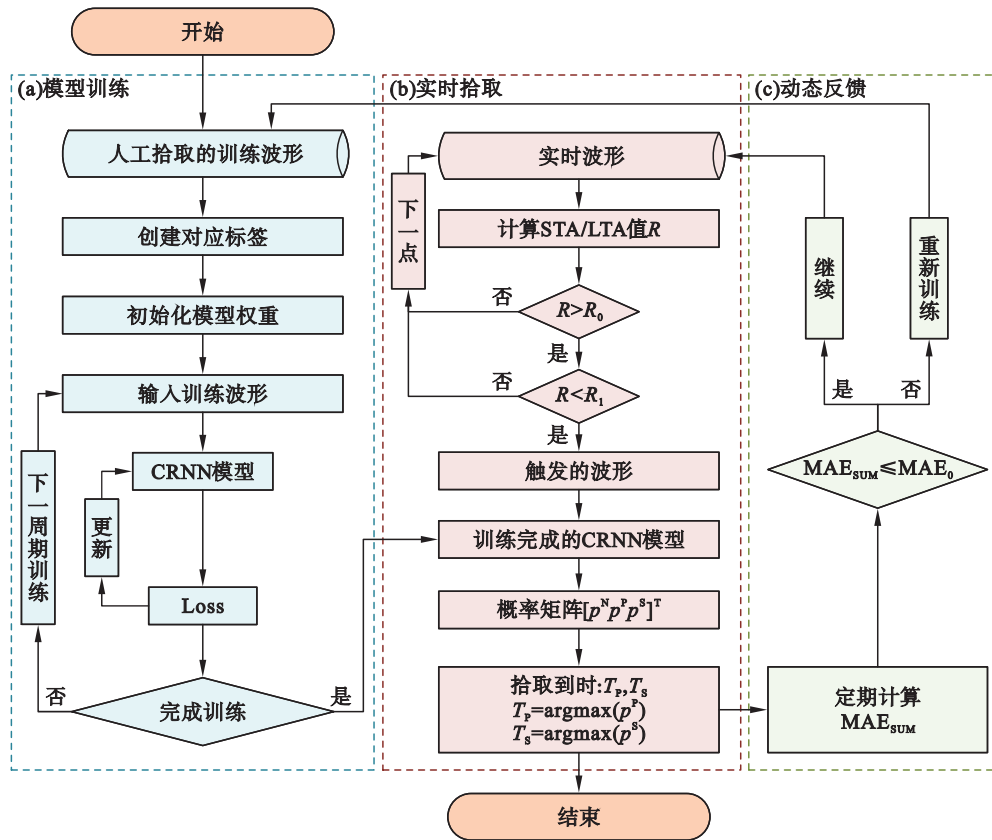 开始
(a)模型训练
人工拾取的训练波形
创建对应标签
初始化模型权重
输入训练波形
CRNN模型
更新
Loss
下一周期训练
否
完成训练
是
(b)实时拾取
实时波形
下一点
计算STA/LTA值R
否
R>R₀
是
否
R<R₁
是
触发的波形
训练完成的CRNN模型
概率矩阵[pᴺpᴾpˢ]ᵀ
拾取到时:Tₚ,Tₛ
Tₚ=argmax(pᴾ)
Tₛ=argmax(pˢ)
结束
(c)动态反馈
继续
重新训练
是
否
MAE_SUM≤MAE₀
定期计算
MAE_SUM